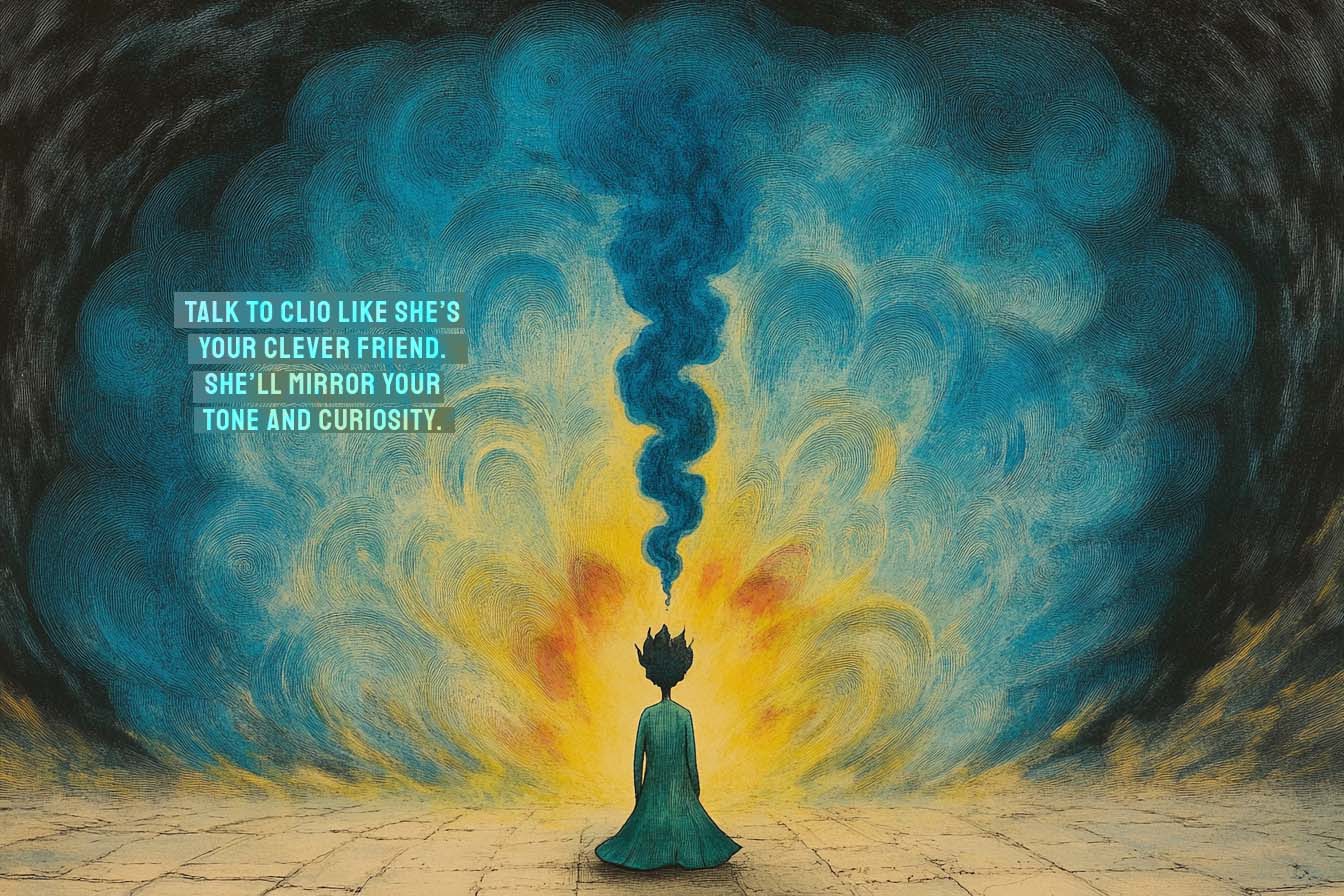 TALK TO CLIO LIKE SHE’S
YOUR CLEVER FRIEND.
SHE’LL MIRROR YOUR
TONE AND CURIOSITY.